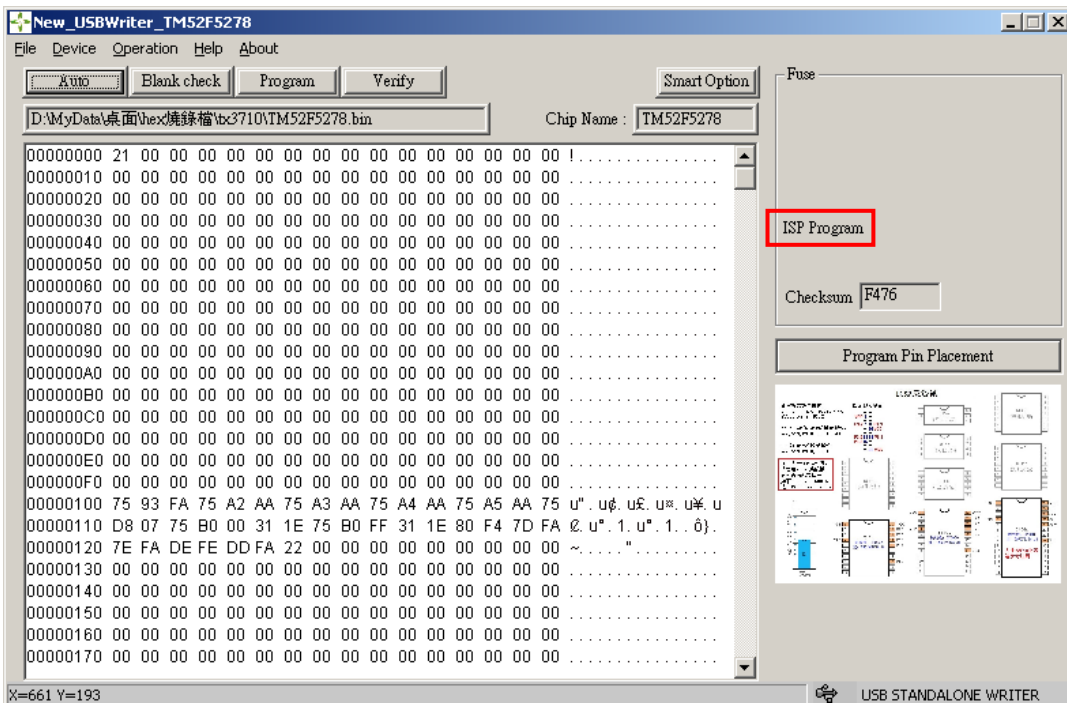 New_USBWriter_TM52F5278
File Device Operation Help About
Auto Blank check Program Verify Smart Option
D:\MyData\桌面\hex燒錄檔\tx3710\TM52F5278.bin Chip Name : TM52F5278
00000000 21 00 00 00 00 00 00 00 00 00 00 00 00 00 00 00 !...............
00000010 00 00 00 00 00 00 00 00 00 00 00 00 00 00 00 00 ................
00000020 00 00 00 00 00 00 00 00 00 00 00 00 00 00 00 00 ................
00000030 00 00 00 00 00 00 00 00 00 00 00 00 00 00 00 00 ................
00000040 00 00 00 00 00 00 00 00 00 00 00 00 00 00 00 00 ................
00000050 00 00 00 00 00 00 00 00 00 00 00 00 00 00 00 00 ................
00000060 00 00 00 00 00 00 00 00 00 00 00 00 00 00 00 00 ................
00000070 00 00 00 00 00 00 00 00 00 00 00 00 00 00 00 00 ................
00000080 00 00 00 00 00 00 00 00 00 00 00 00 00 00 00 00 ................
00000090 00 00 00 00 00 00 00 00 00 00 00 00 00 00 00 00 ................
000000A0 00 00 00 00 00 00 00 00 00 00 00 00 00 00 00 00 ................
000000B0 00 00 00 00 00 00 00 00 00 00 00 00 00 00 00 00 ................
000000C0 00 00 00 00 00 00 00 00 00 00 00 00 00 00 00 00 ................
000000D0 00 00 00 00 00 00 00 00 00 00 00 00 00 00 00 00 ................
000000E0 00 00 00 00 00 00 00 00 00 00 00 00 00 00 00 00 ................
000000F0 00 00 00 00 00 00 00 00 00 00 00 00 00 00 00 00 ................
00000100 75 93 FA 75 A2 AA 75 A3 AA 75 A4 AA 75 A5 AA 75 u".u¢.u£.u¤.u¥.u
00000110 D8 07 75 B0 00 31 1E 75 B0 FF 31 1E 80 F4 7D FA Ø.u°.1.u°.1..ô}.
00000120 7E FA DE FE DD FA 22 00 00 00 00 00 00 00 00 00 ~.....".........
00000130 00 00 00 00 00 00 00 00 00 00 00 00 00 00 00 00 ................
00000140 00 00 00 00 00 00 00 00 00 00 00 00 00 00 00 00 ................
00000150 00 00 00 00 00 00 00 00 00 00 00 00 00 00 00 00 ................
00000160 00 00 00 00 00 00 00 00 00 00 00 00 00 00 00 00 ................
00000170 00 00 00 00 00 00 00 00 00 00 00 00 00 00 00 00 ................
Fuse
ISP Program
Checksum F476
Program Pin Placement
X=661 Y=193 USB STANDALONE WRITER